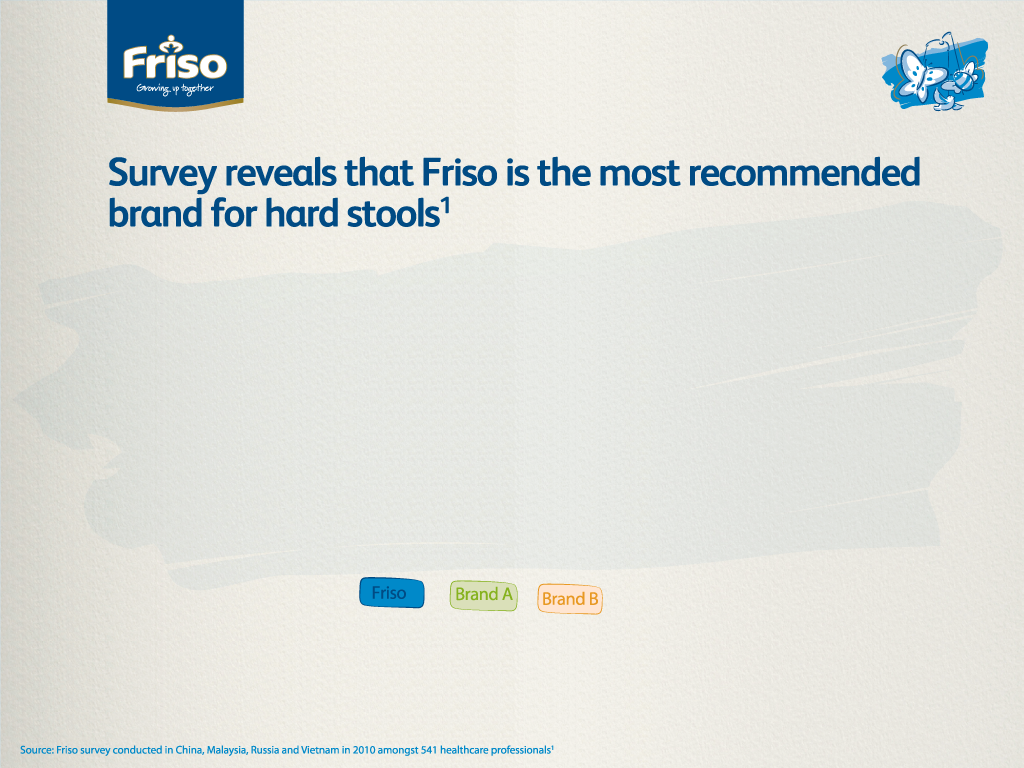 Friso
Growing up together
Survey reveals that Friso is the most recommended
brand for hard stools¹
Friso
Brand A
Brand B
Source: Friso survey conducted in China, Malaysia, Russia and Vietnam in 2010 amongst 541 healthcare professionals¹